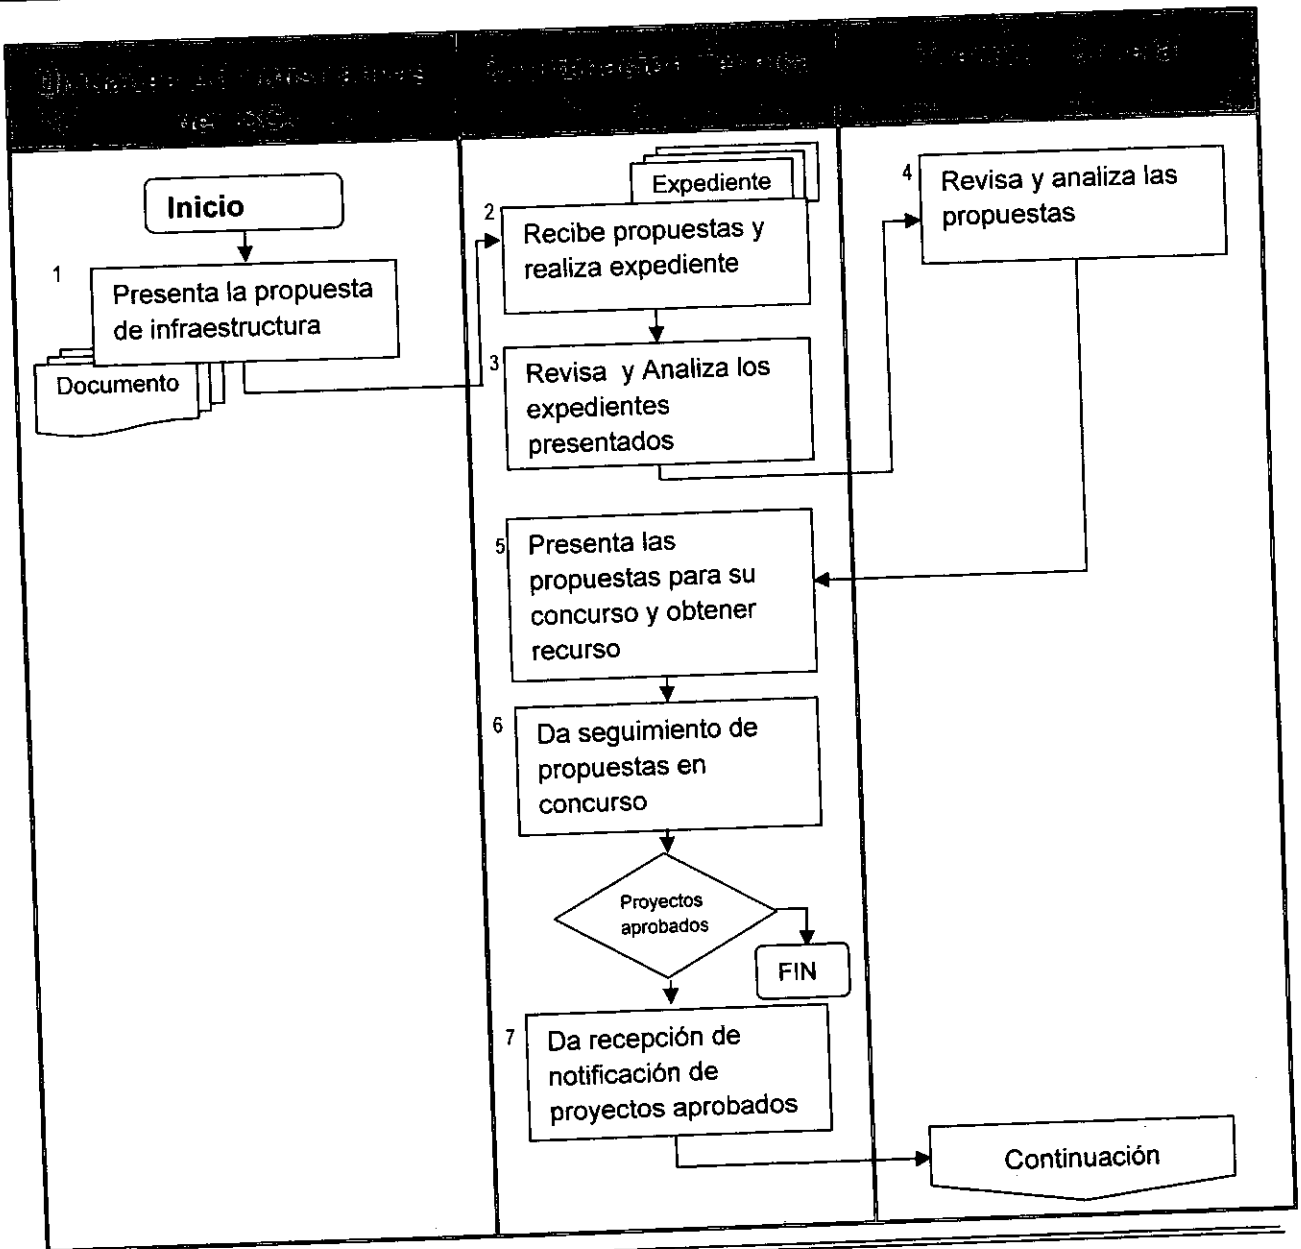 Inicio
1
Presenta la propuesta
de infraestructura
Documento
Expediente
2
Recibe propuestas y
realiza expediente
3
Revisa y Analiza los
expedientes
presentados
4
Revisa y analiza las
propuestas
5
Presenta las
propuestas para su
concurso y obtener
recurso
6
Da seguimiento de
propuestas en
concurso
Proyectos
aprobados
FIN
7
Da recepción de
notificación de
proyectos aprobados
Continuación